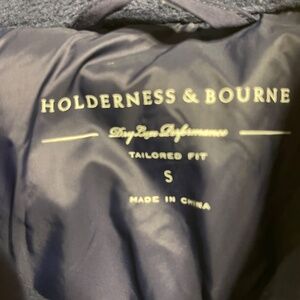 HOLDERNESS & BOURNE
Dry Luxe Performance
TAILORED FIT
S
MADE IN CHINA